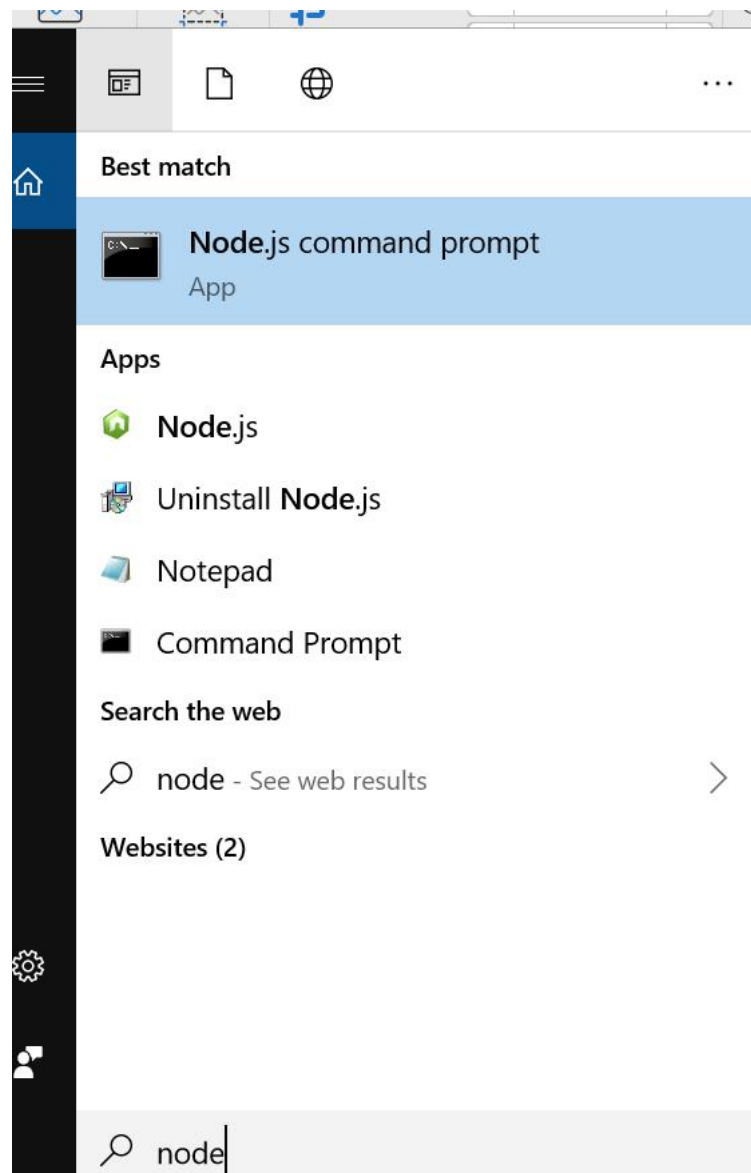 Best match
Node.js command prompt
App
Apps
Node.js
Uninstall Node.js
Notepad
Command Prompt
Search the web
node - See web results
Websites (2)
node